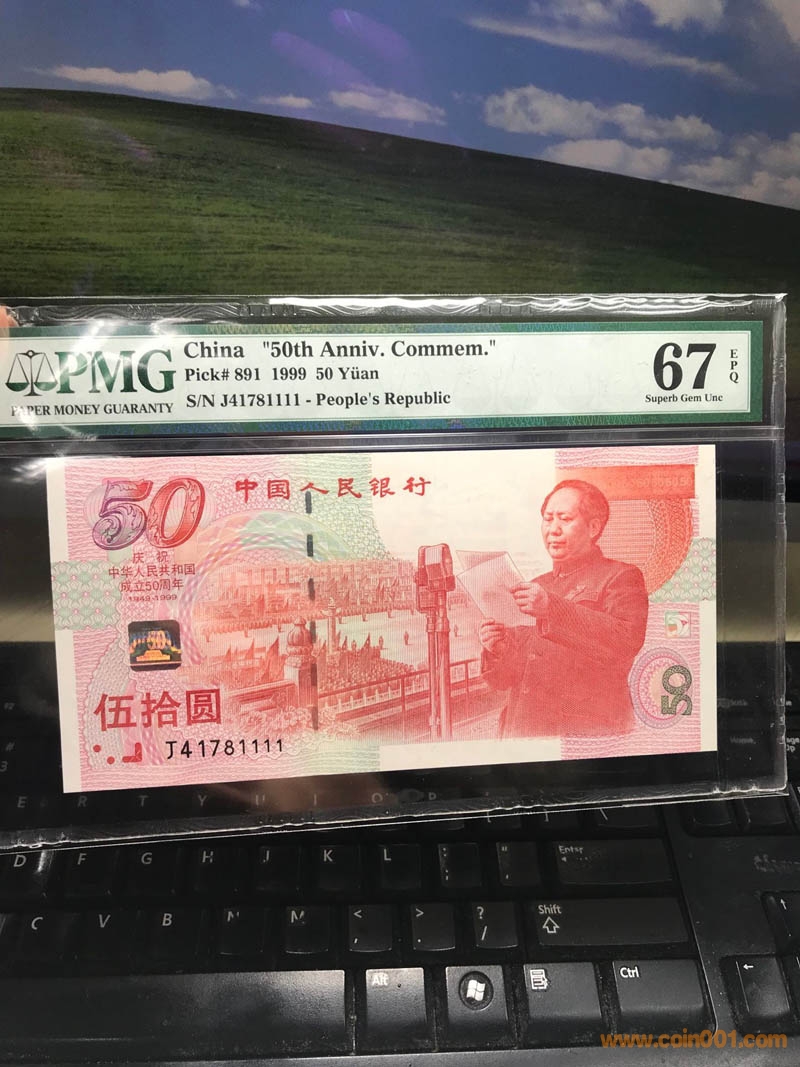 PMG
PAPER MONEY GUARANTY
China "50th Anniv. Commem."
Pick# 891 1999 50 Yüan
S/N J41781111 - People's Republic
67
EPQ
Superb Gem Unc
50
中国人民银行
庆祝
中华人民共和国
成立50周年
1949-1999
伍拾圆
J41781111
50
E R T Y U I O P
D F G H J K L : ; " ' Enter
C V B N M < , > . ? / Shift
Alt Ctrl
Home
www.coin001.com